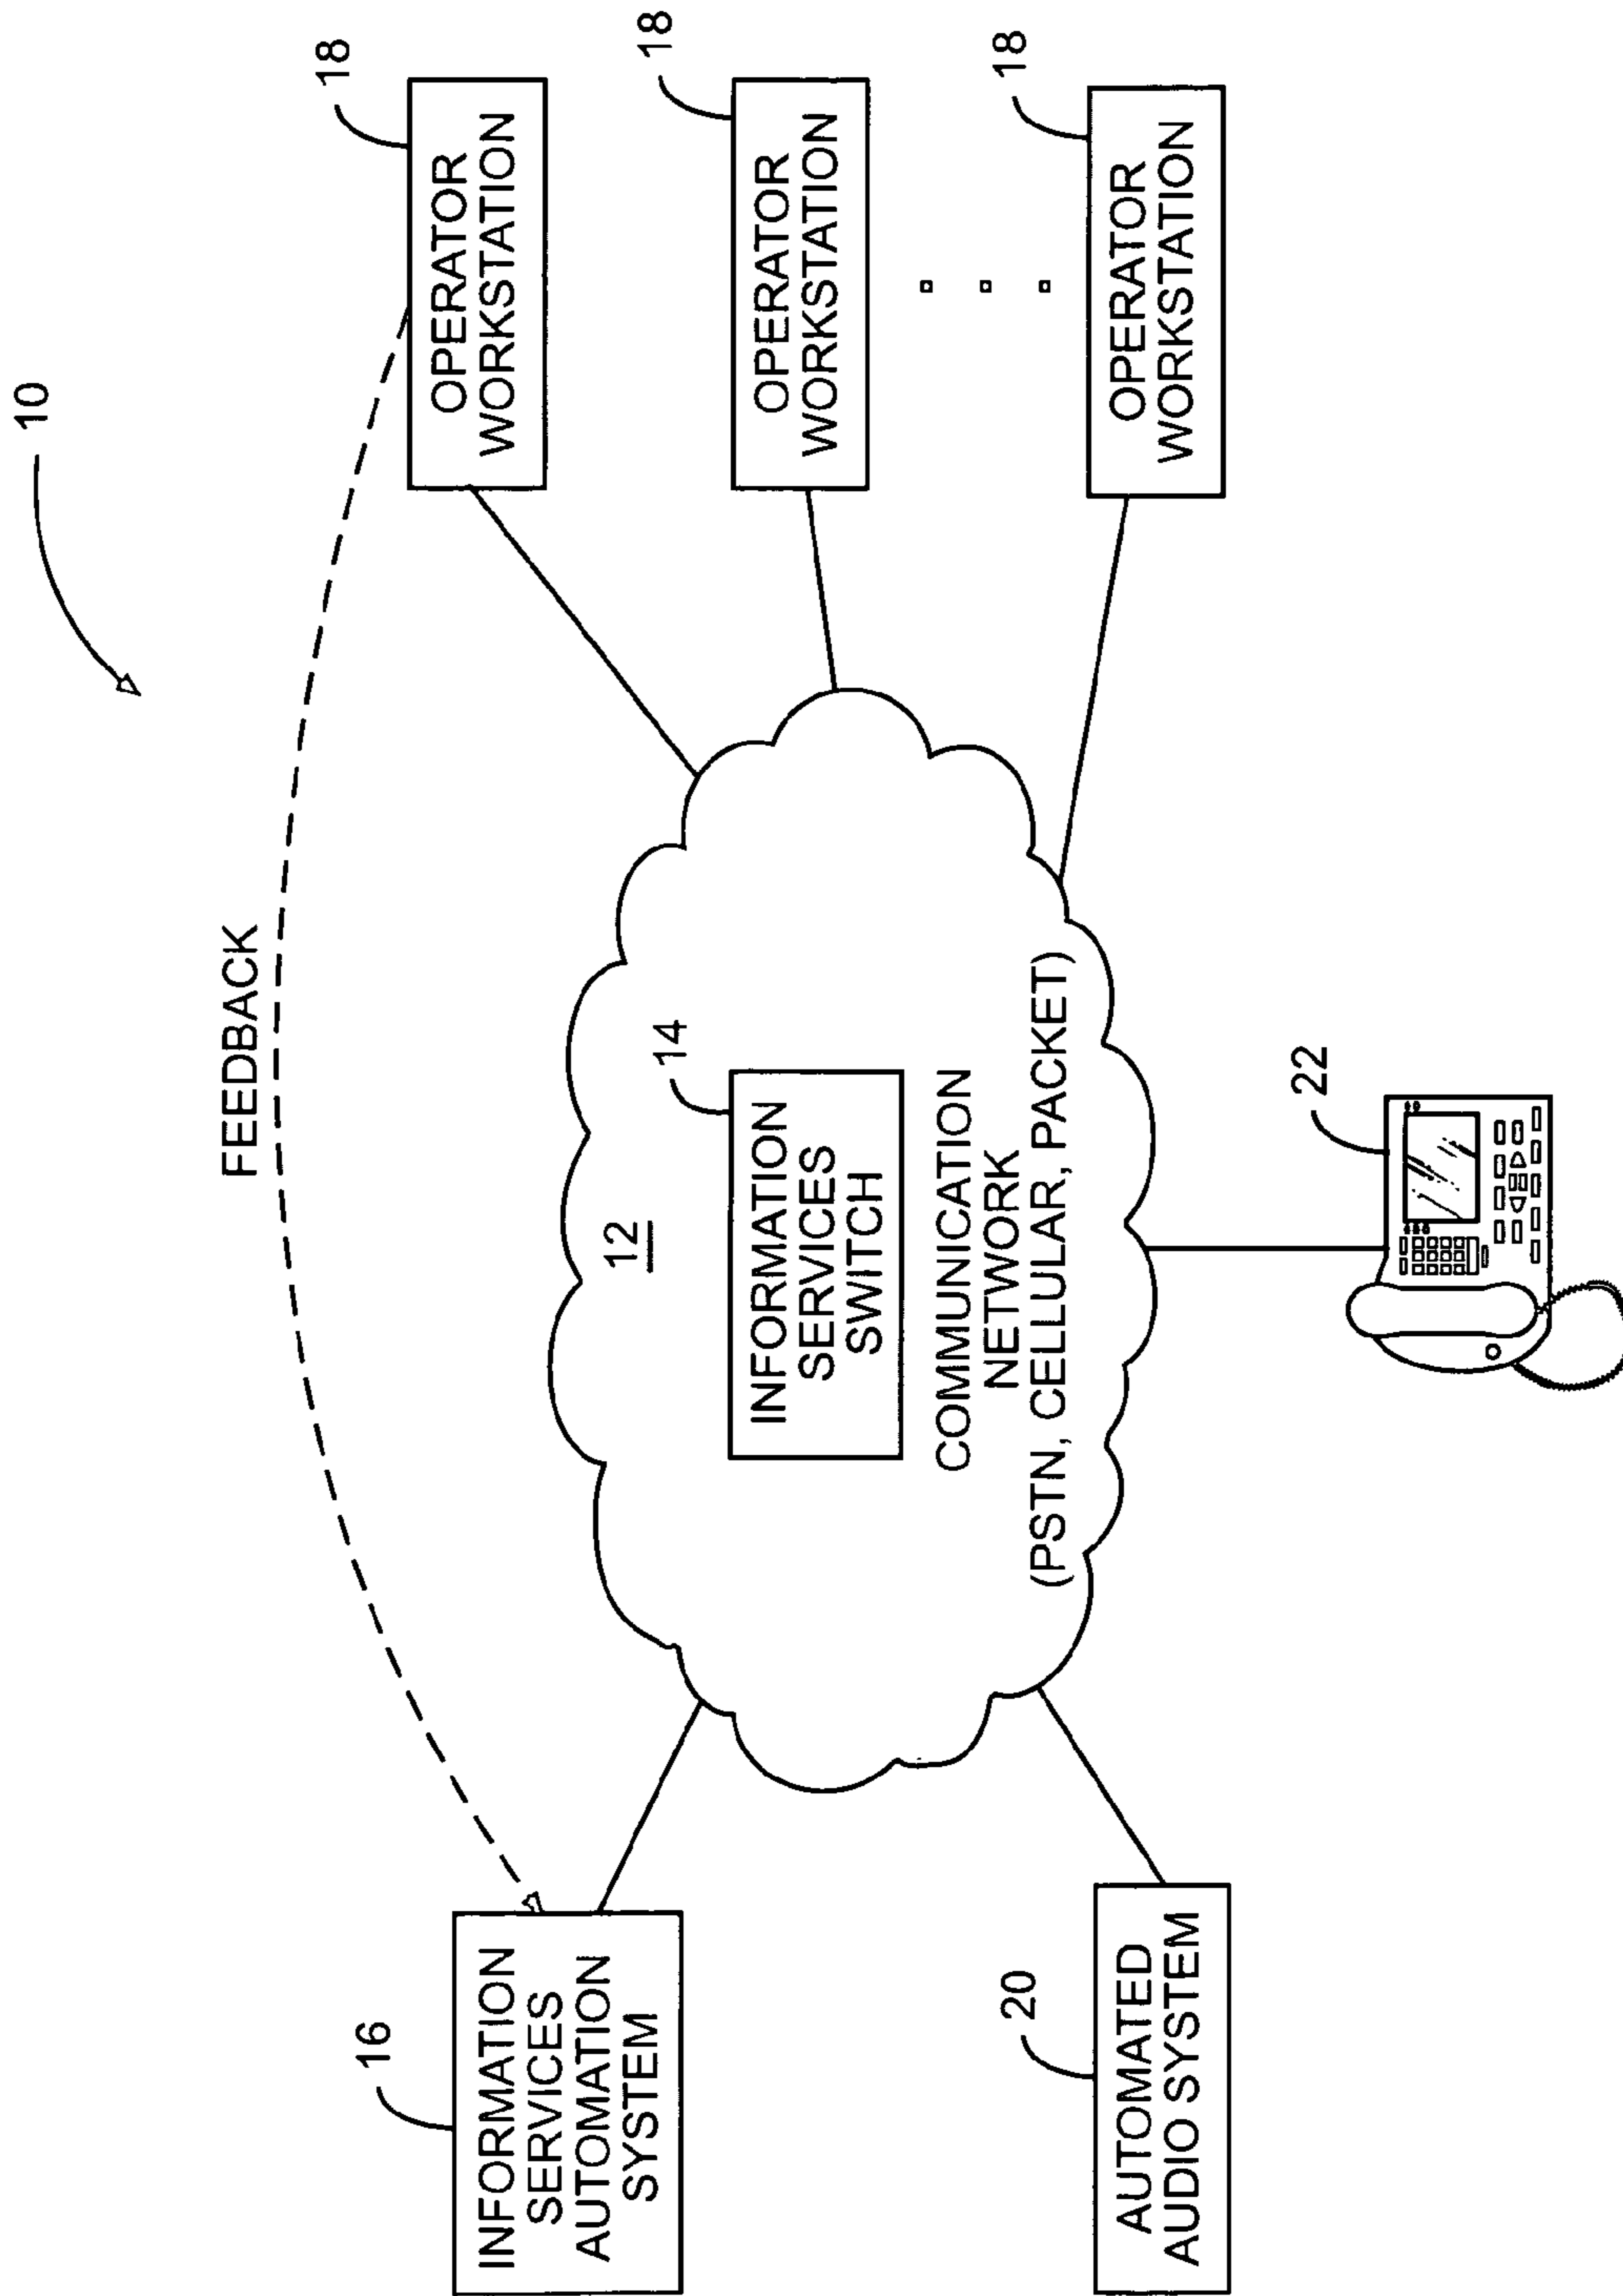 10
FEEDBACK
16
INFORMATION
SERVICES
AUTOMATION
SYSTEM
18
OPERATOR
WORKSTATION
12
14
INFORMATION
SERVICES
SWITCH
18
OPERATOR
WORKSTATION
COMMUNICATION
NETWORK
(PSTN, CELLULAR, PACKET)
20
AUTOMATED
AUDIO SYSTEM
18
OPERATOR
WORKSTATION
22